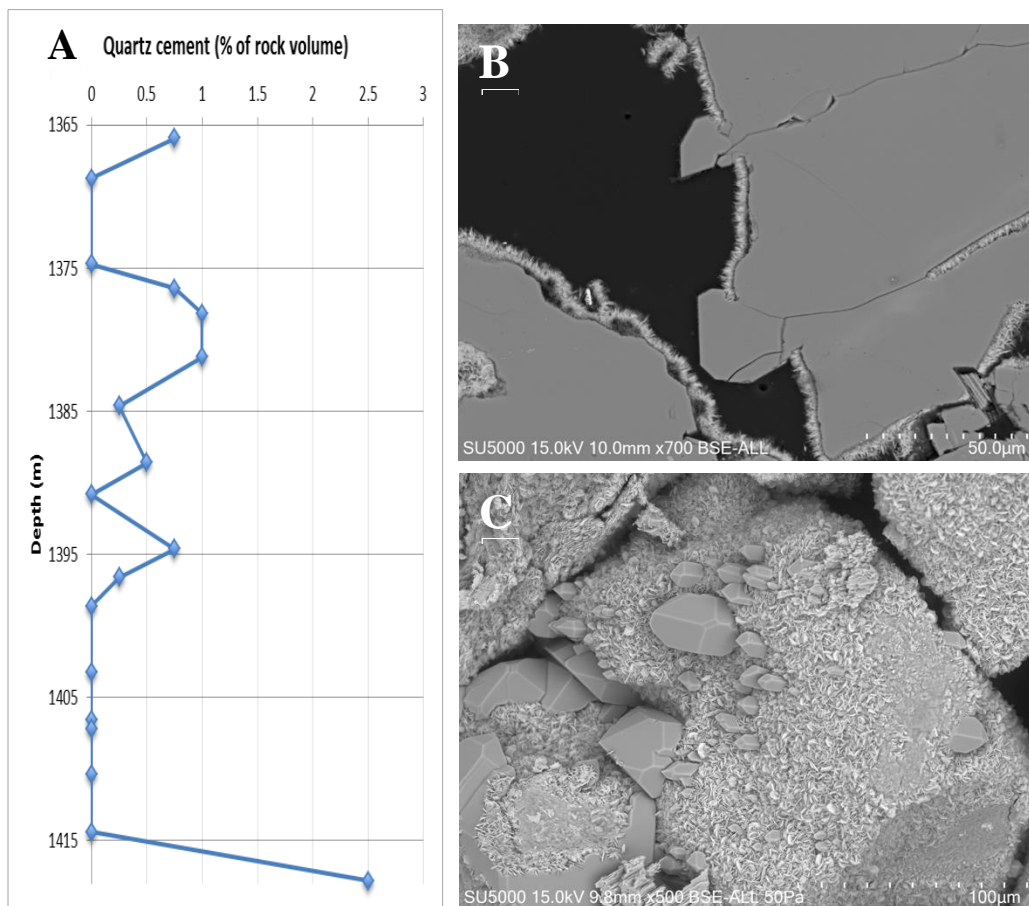 A
Quartz cement (% of rock volume)
0 0.5 1 1.5 2 2.5 3
1365
1375
1385
1395
1405
1415
Depth (m)
B
SU5000 15.0kV 10.0mm x700 BSE-ALL 50.0µm
C
SU5000 15.0kV 9.8mm x500 BSE-ALL 50Pa 100µm